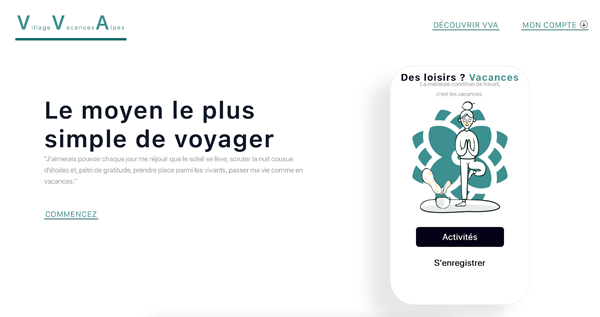 Village Vacances Alpes
DÉCOUVRIR VVA
MON COMPTE
Des loisirs ? Vacances
La meilleure condition de travail,
c'est les vacances
Le moyen le plus
simple de voyager
"J'aimerais pouvoir chaque jour me réjouir que le soleil se lève, scruter la nuit cousue
d'étoiles et, pétri de gratitude, prendre place parmi les vivants, passer ma vie comme en
vacances."
COMMENCEZ
Activités
S'enregistrer